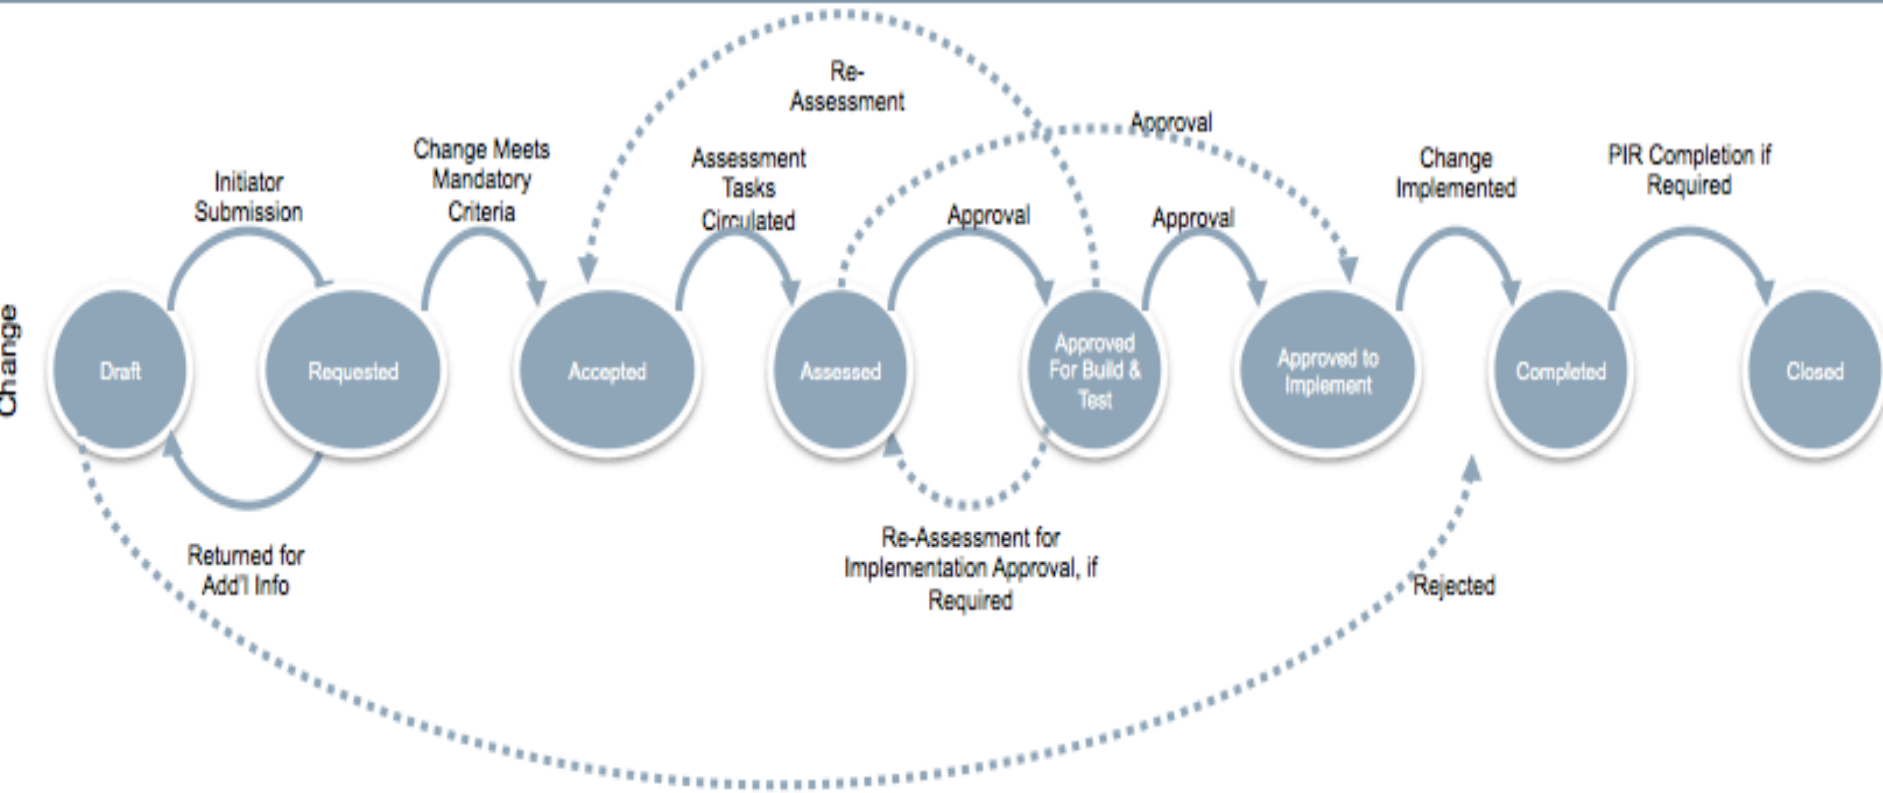 Re-
Assessment
Approval
Change Meets
Mandatory
Criteria
Assessment
Tasks
Circulated
Change
Implemented
PIR Completion if
Required
Initiator
Submission
Approval
Approval
Change
Draft
Requested
Accepted
Assessed
Approved
For Build &
Test
Approved to
Implement
Completed
Closed
Returned for
Add'l Info
Re-Assessment for
Implementation Approval, if
Required
Rejected